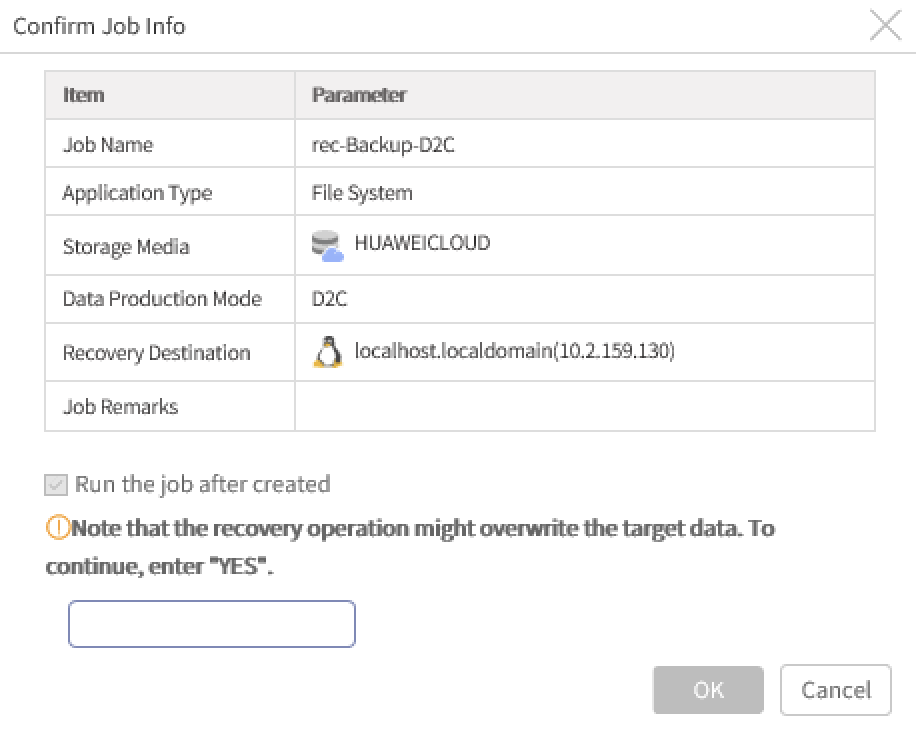 Confirm Job Info
Item Parameter
Job Name rec-Backup-D2C
Application Type File System
Storage Media HUAWEICLOUD
Data Production Mode D2C
Recovery Destination localhost.localdomain(10.2.159.130)
Job Remarks
Run the job after created
Note that the recovery operation might overwrite the target data. To
continue, enter "YES".
OK Cancel